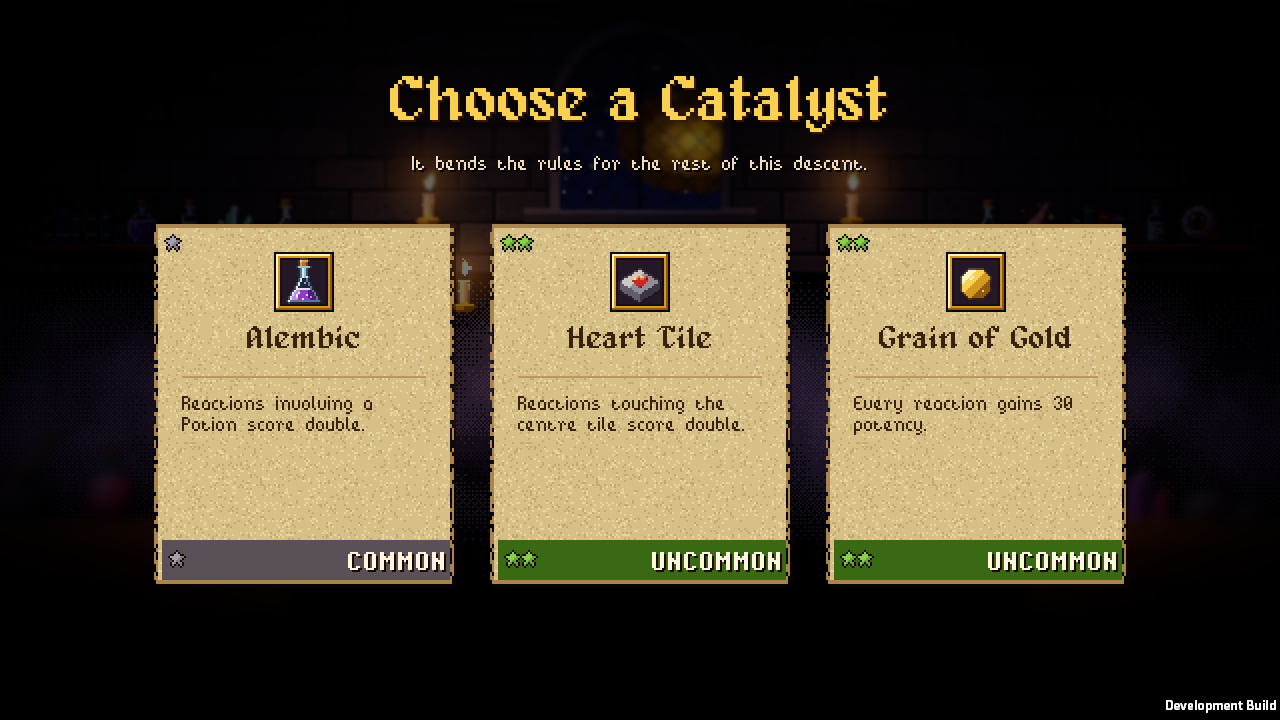 Choose a Catalyst
It bends the rules for the rest of this descent.
Alembic
Reactions involving a
Potion score double.
COMMON
Heart Tile
Reactions touching the
centre tile score double.
UNCOMMON
Grain of Gold
Every reaction gains 30
potency.
UNCOMMON
Development Build